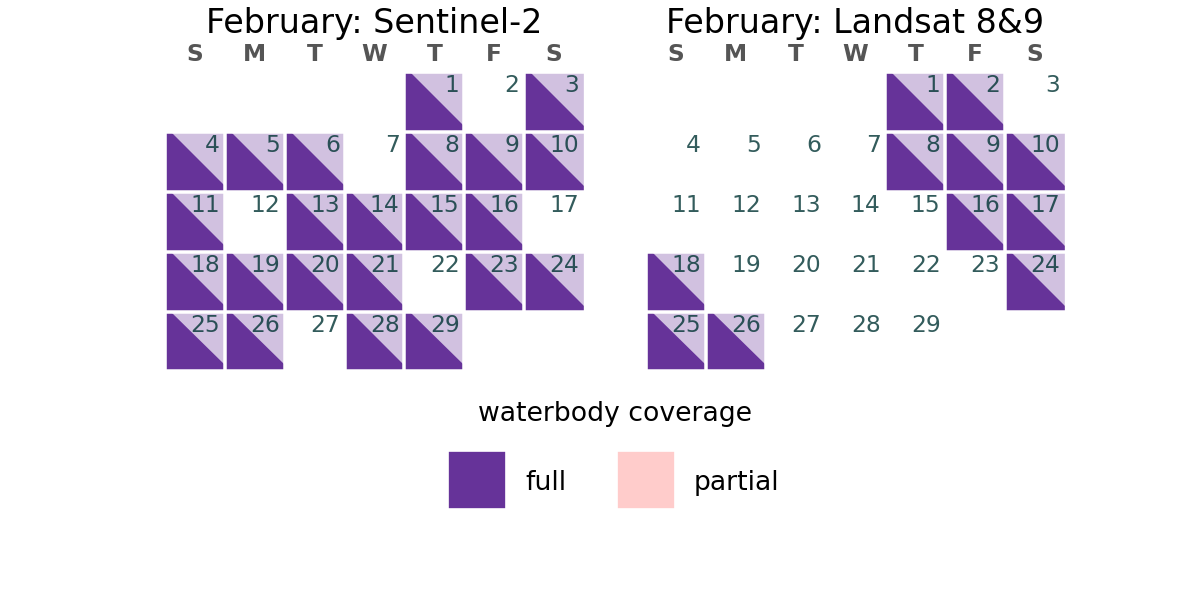 February: Sentinel-2
S M T W T F S
1 2 3
4 5 6 7 8 9 10
11 12 13 14 15 16 17
18 19 20 21 22 23 24
25 26 27 28 29
February: Landsat 8&9
S M T W T F S
1 2 3
4 5 6 7 8 9 10
11 12 13 14 15 16 17
18 19 20 21 22 23 24
25 26 27 28 29
waterbody coverage
full partial